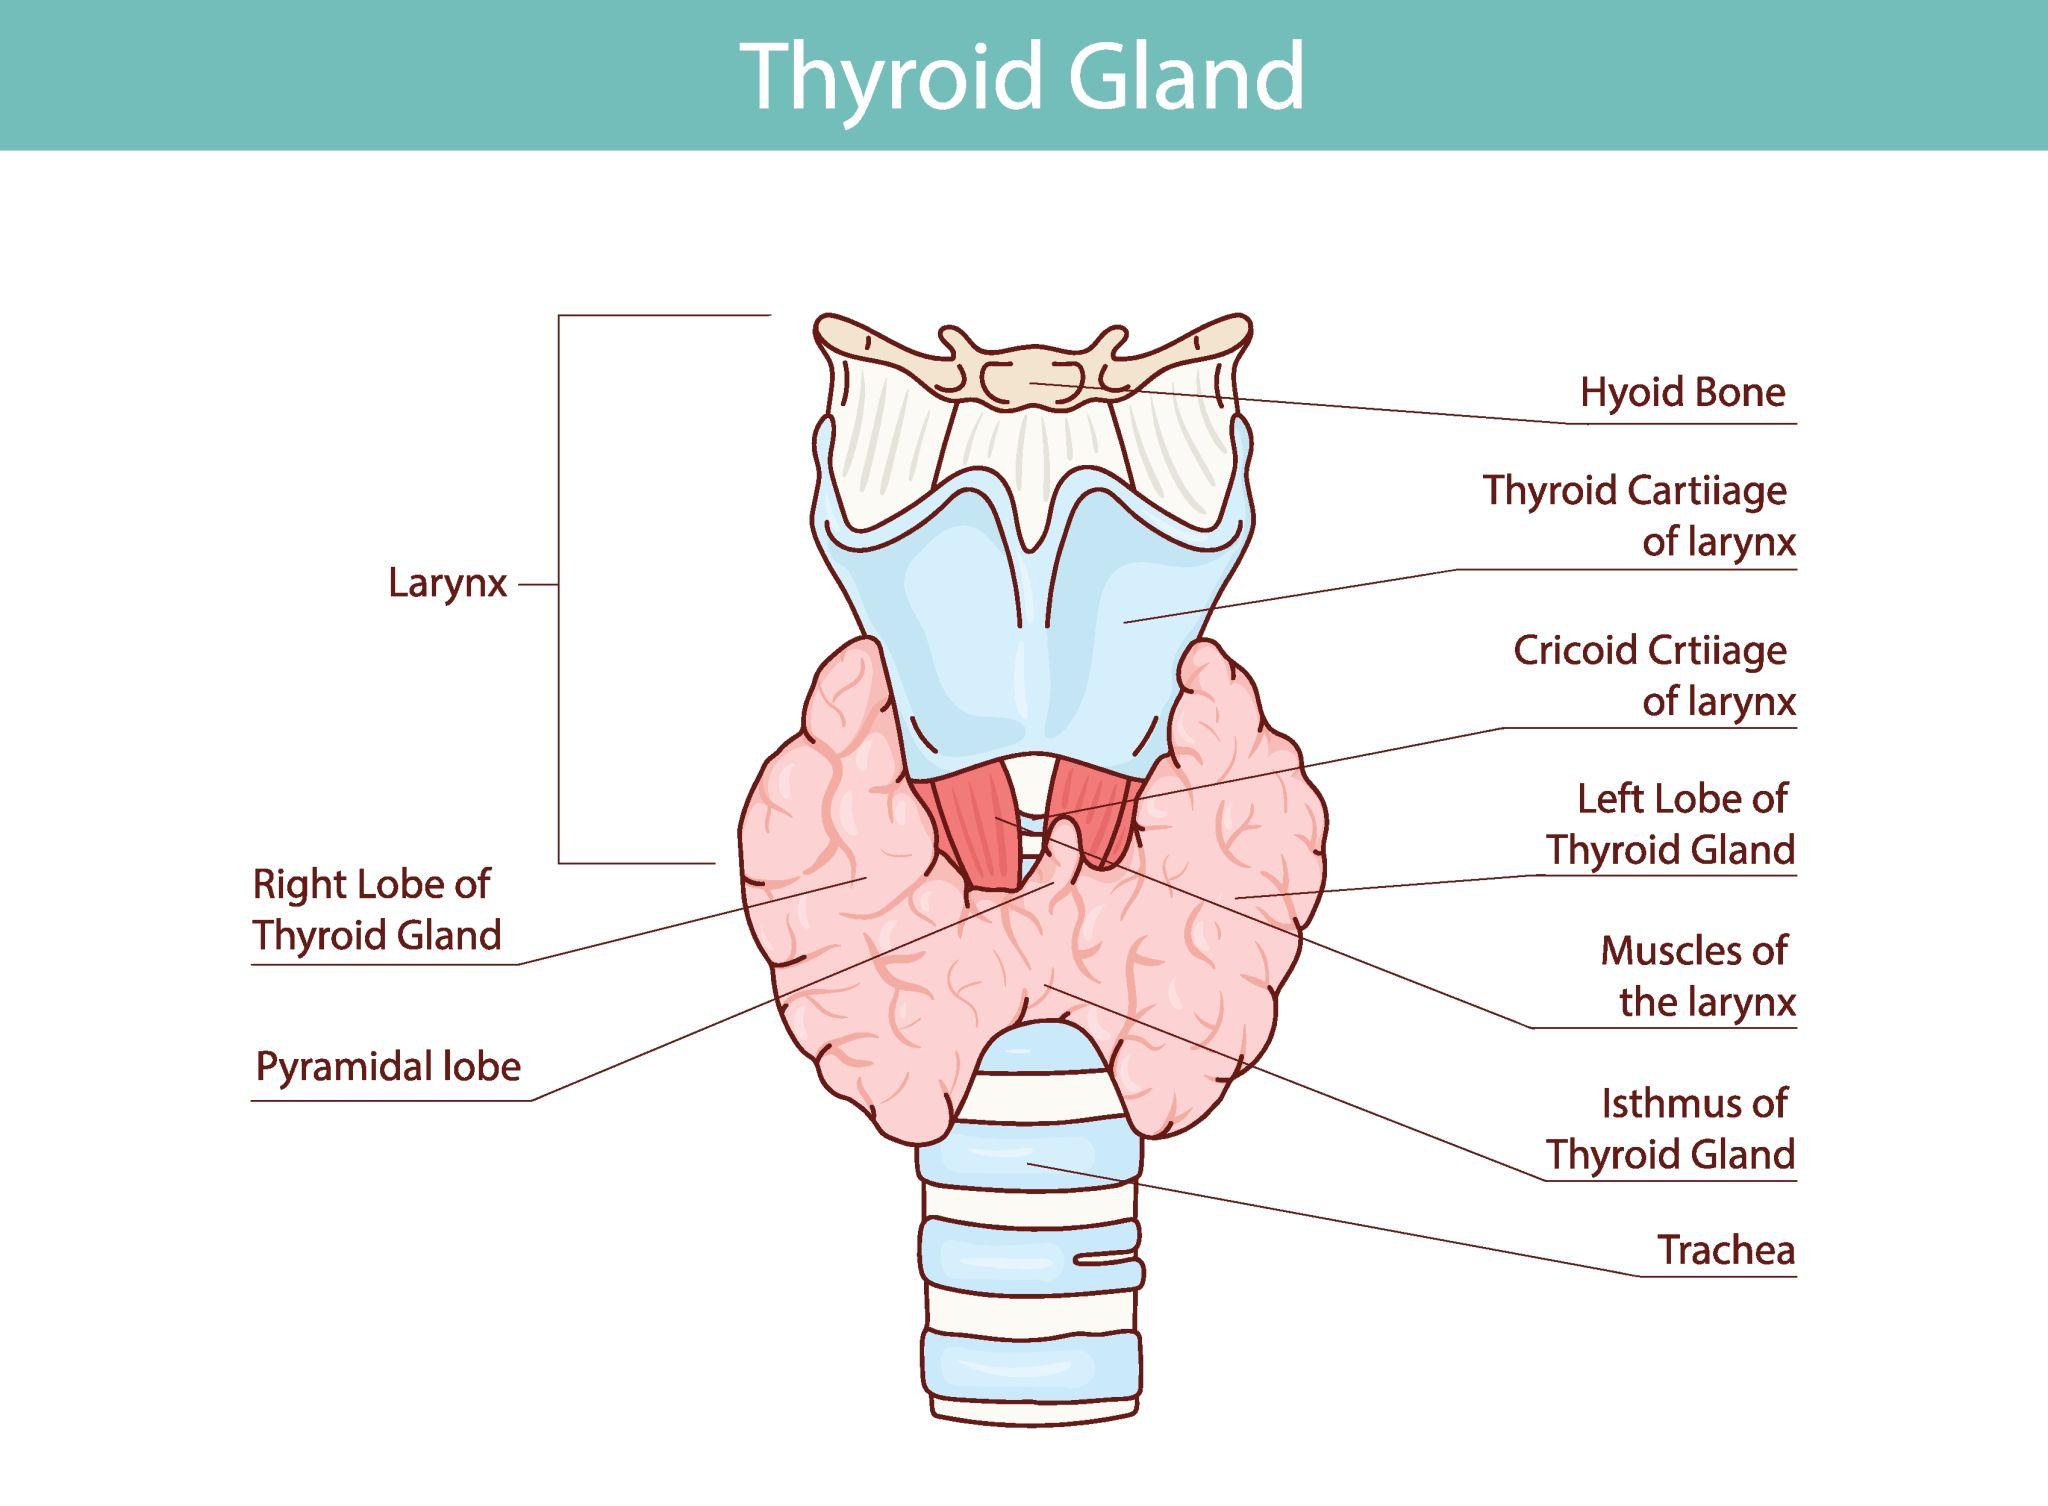 Thyroid Gland
Hyoid Bone
Thyroid Cartiiage
of larynx
Larynx
Cricoid Crtiiage
of larynx
Left Lobe of
Thyroid Gland
Right Lobe of
Thyroid Gland
Muscles of
the larynx
Pyramidal lobe
Isthmus of
Thyroid Gland
Trachea